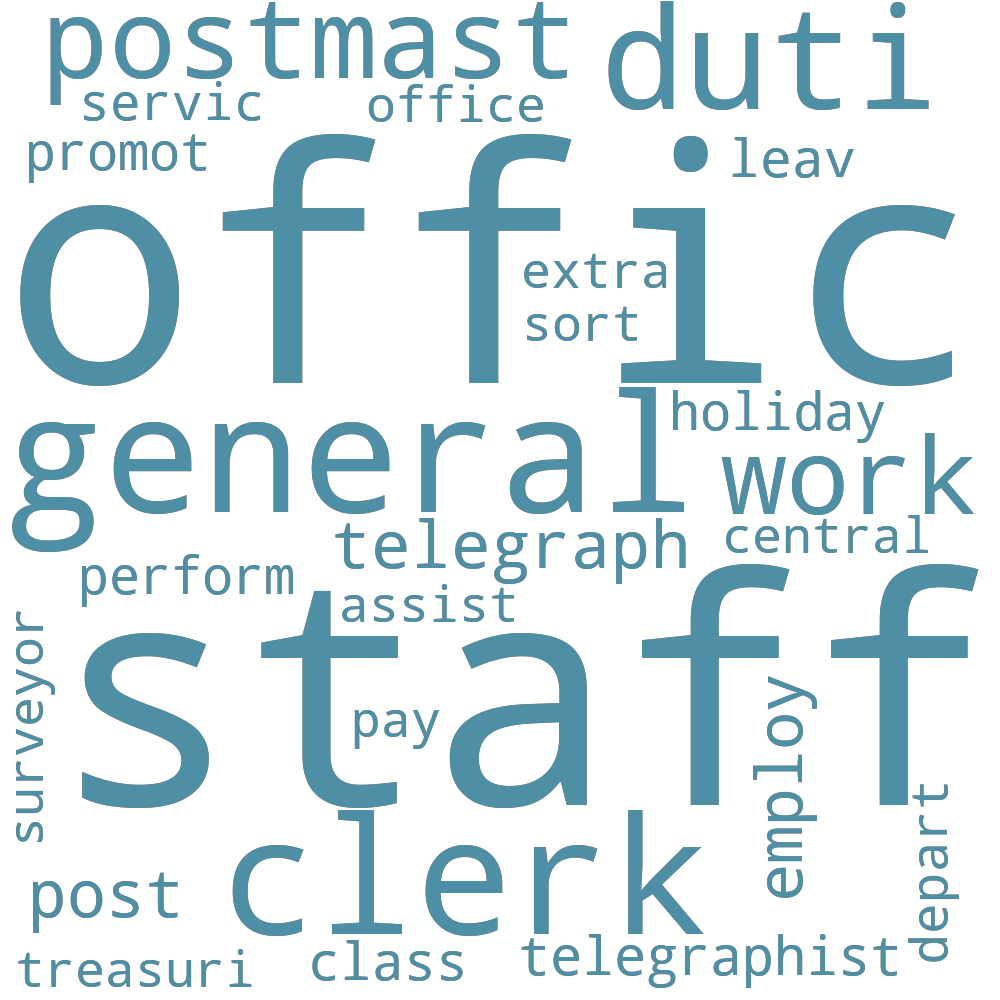 postmast
duti
servic
office
promot
leav
offic
extra
sort
holiday
general
work
telegraph
central
perform
assist
staff
surveyor
pay
employ
depart
clerk
post
treasuri
class
telegraphist